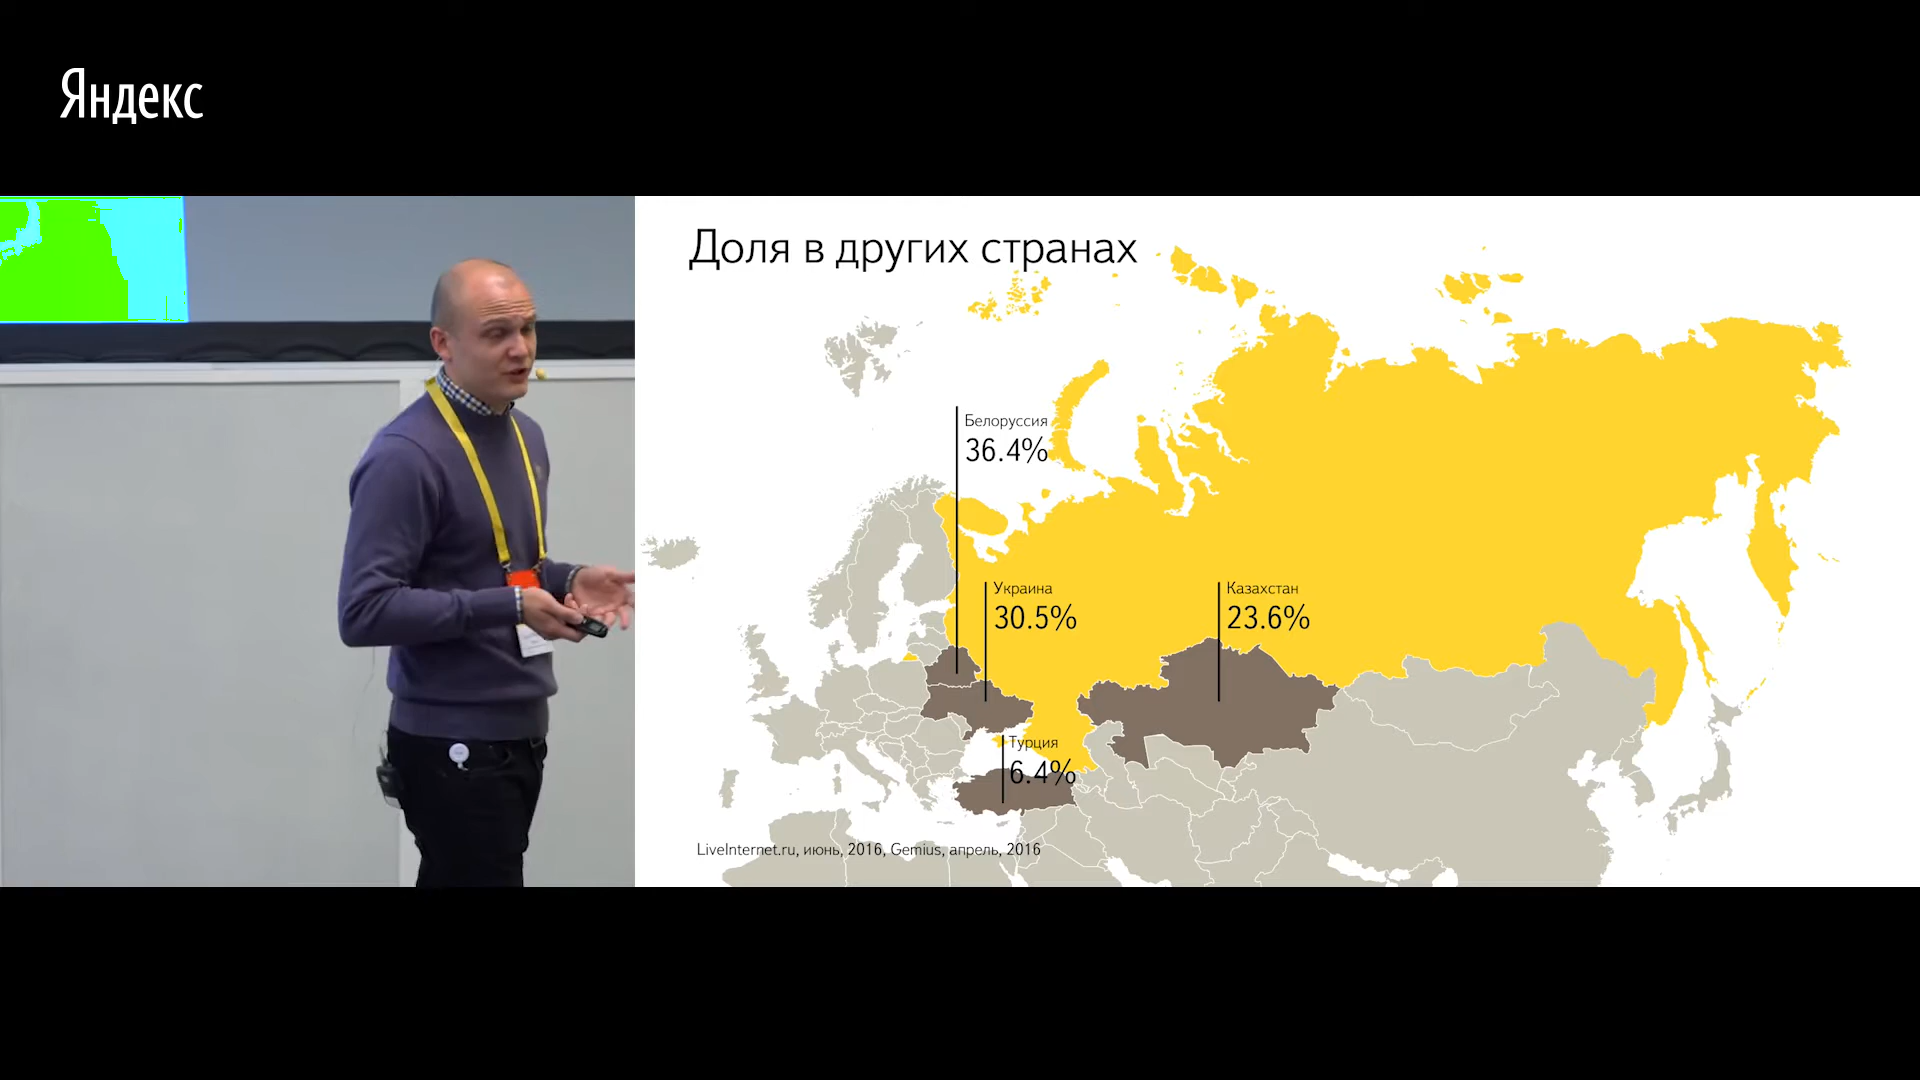 Яндекс
Доля в других странах
Белоруссия
36.4%
Украина
30.5%
Казахстан
23.6%
Турция
6.4%
LiveInternet.ru, июнь, 2016, Gemius, апрель, 2016